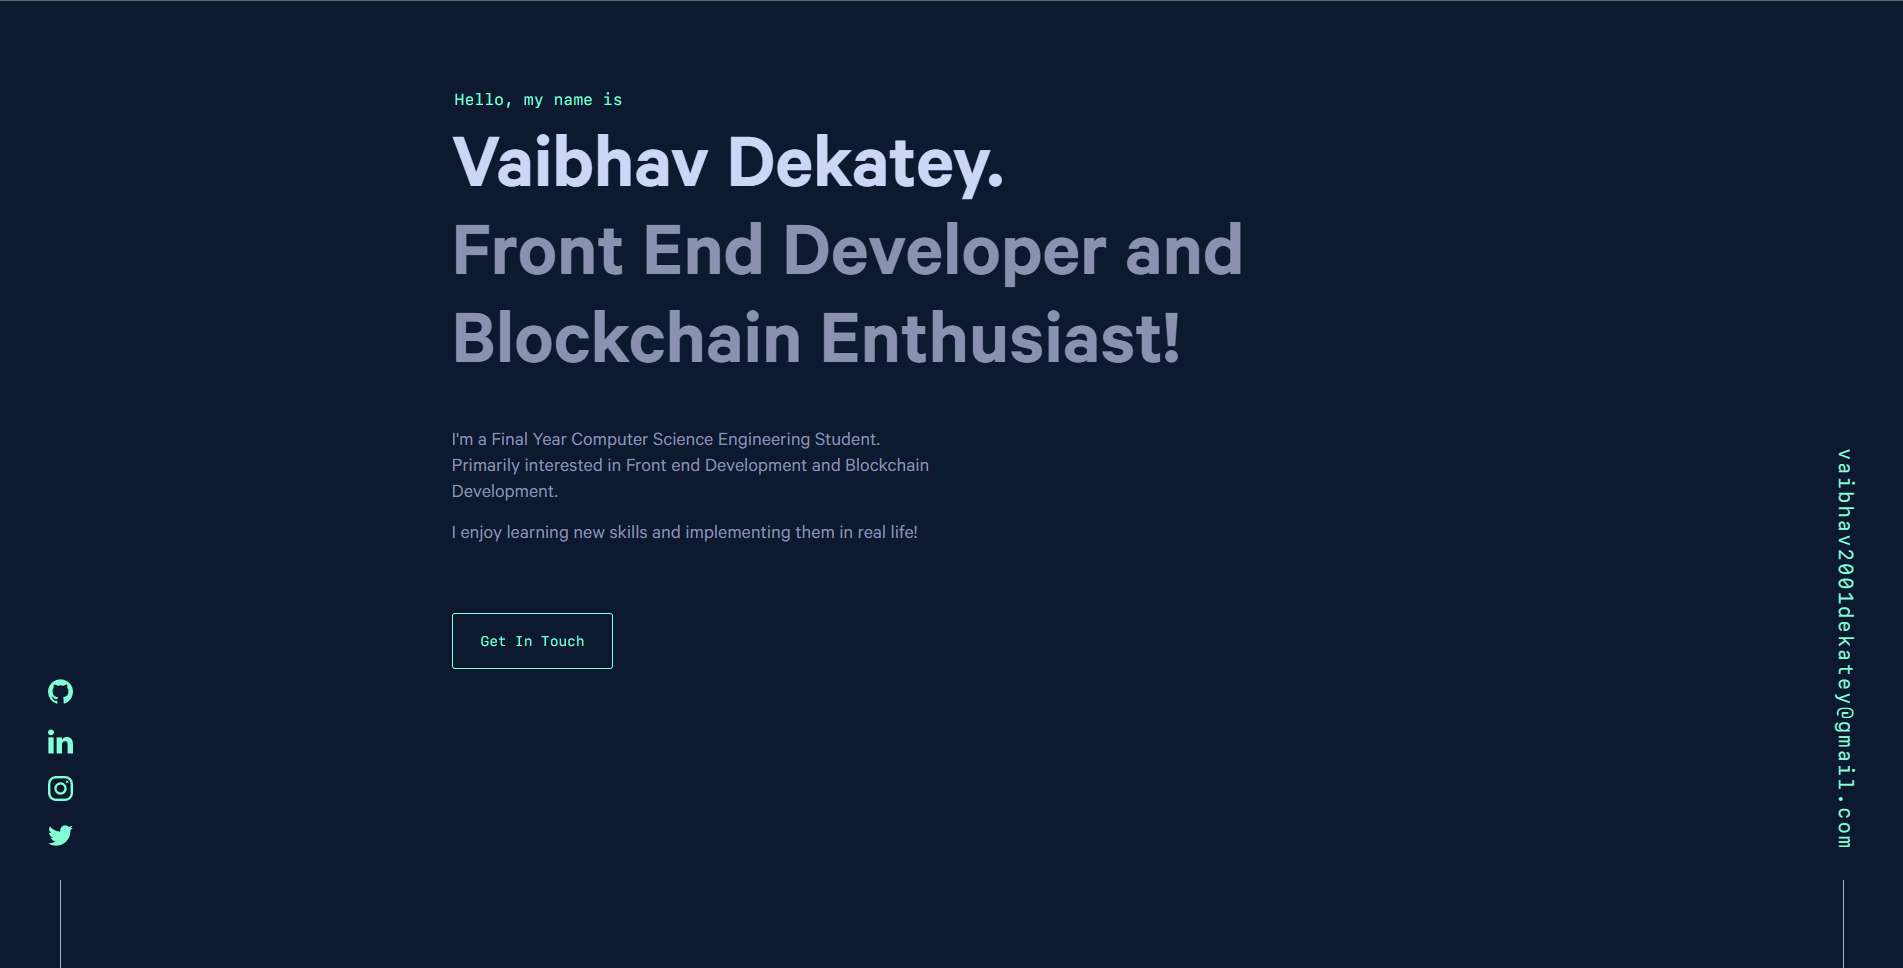 Hello, my name is
Vaibhav Dekatey.
Front End Developer and
Blockchain Enthusiast!
I'm a Final Year Computer Science Engineering Student.
Primarily interested in Front end Development and Blockchain
Development.
I enjoy learning new skills and implementing them in real life!
Get In Touch
in
vaibhav2001dekatey@gmail.com